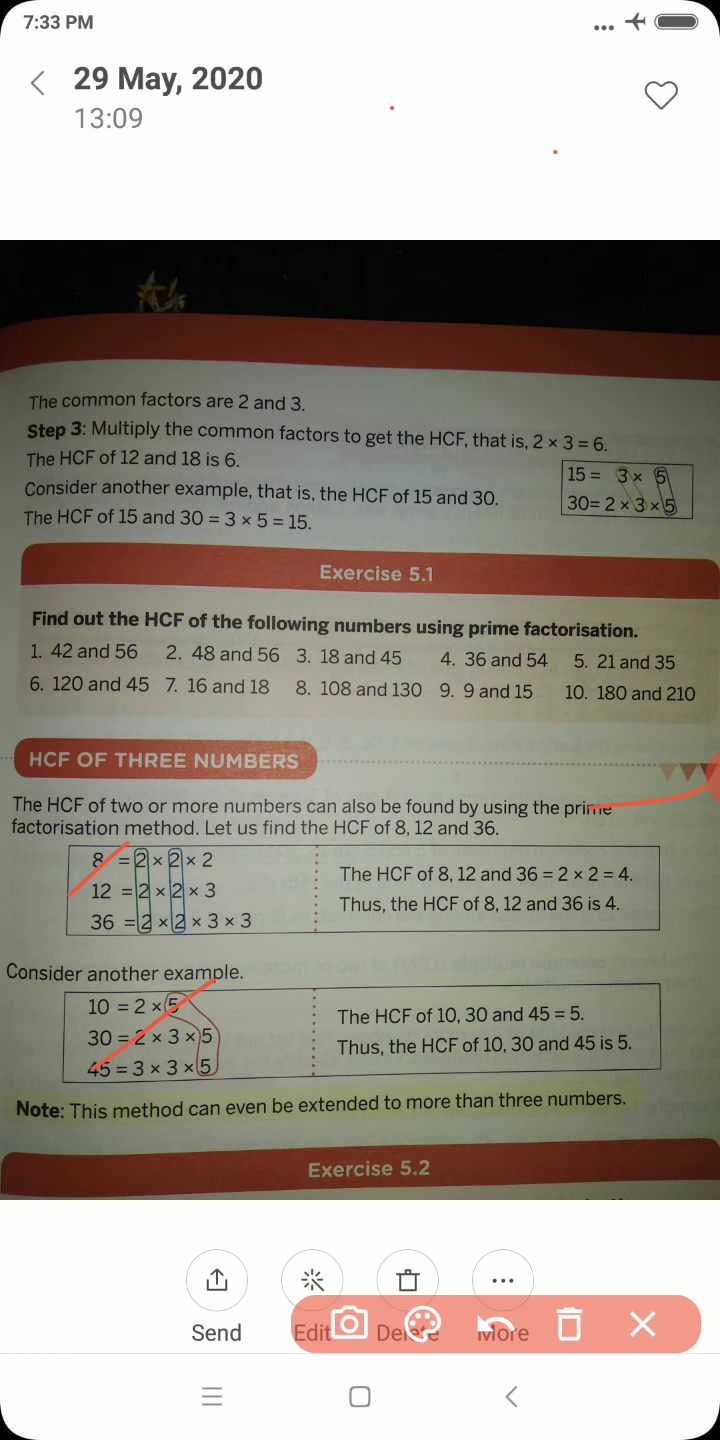 7:33 PM
29 May, 2020
13:09
The common factors are 2 and 3.
Step 3: Multiply the common factors to get the HCF, that is, 2 × 3 = 6.
The HCF of 12 and 18 is 6.
Consider another example, that is, the HCF of 15 and 30.
The HCF of 15 and 30 = 3 × 5 = 15.
15 = 3 × 5
30= 2 × 3 × 5
Exercise 5.1
Find out the HCF of the following numbers using prime factorisation.
1. 42 and 56 2. 48 and 56 3. 18 and 45 4. 36 and 54 5. 21 and 35
6. 120 and 45 7. 16 and 18 8. 108 and 130 9. 9 and 15 10. 180 and 210
HCF OF THREE NUMBERS
The HCF of two or more numbers can also be found by using the prime
factorisation method. Let us find the HCF of 8, 12 and 36.
8 = 2 × 2 × 2
12 = 2 × 2 × 3
36 = 2 × 2 × 3 × 3
The HCF of 8, 12 and 36 = 2 × 2 = 4.
Thus, the HCF of 8, 12 and 36 is 4.
Consider another example.
10 = 2 × 5
30 = 2 × 3 × 5
45 = 3 × 3 × 5
The HCF of 10, 30 and 45 = 5.
Thus, the HCF of 10, 30 and 45 is 5.
Note: This method can even be extended to more than three numbers.
Exercise 5.2
Send Edit Delete More